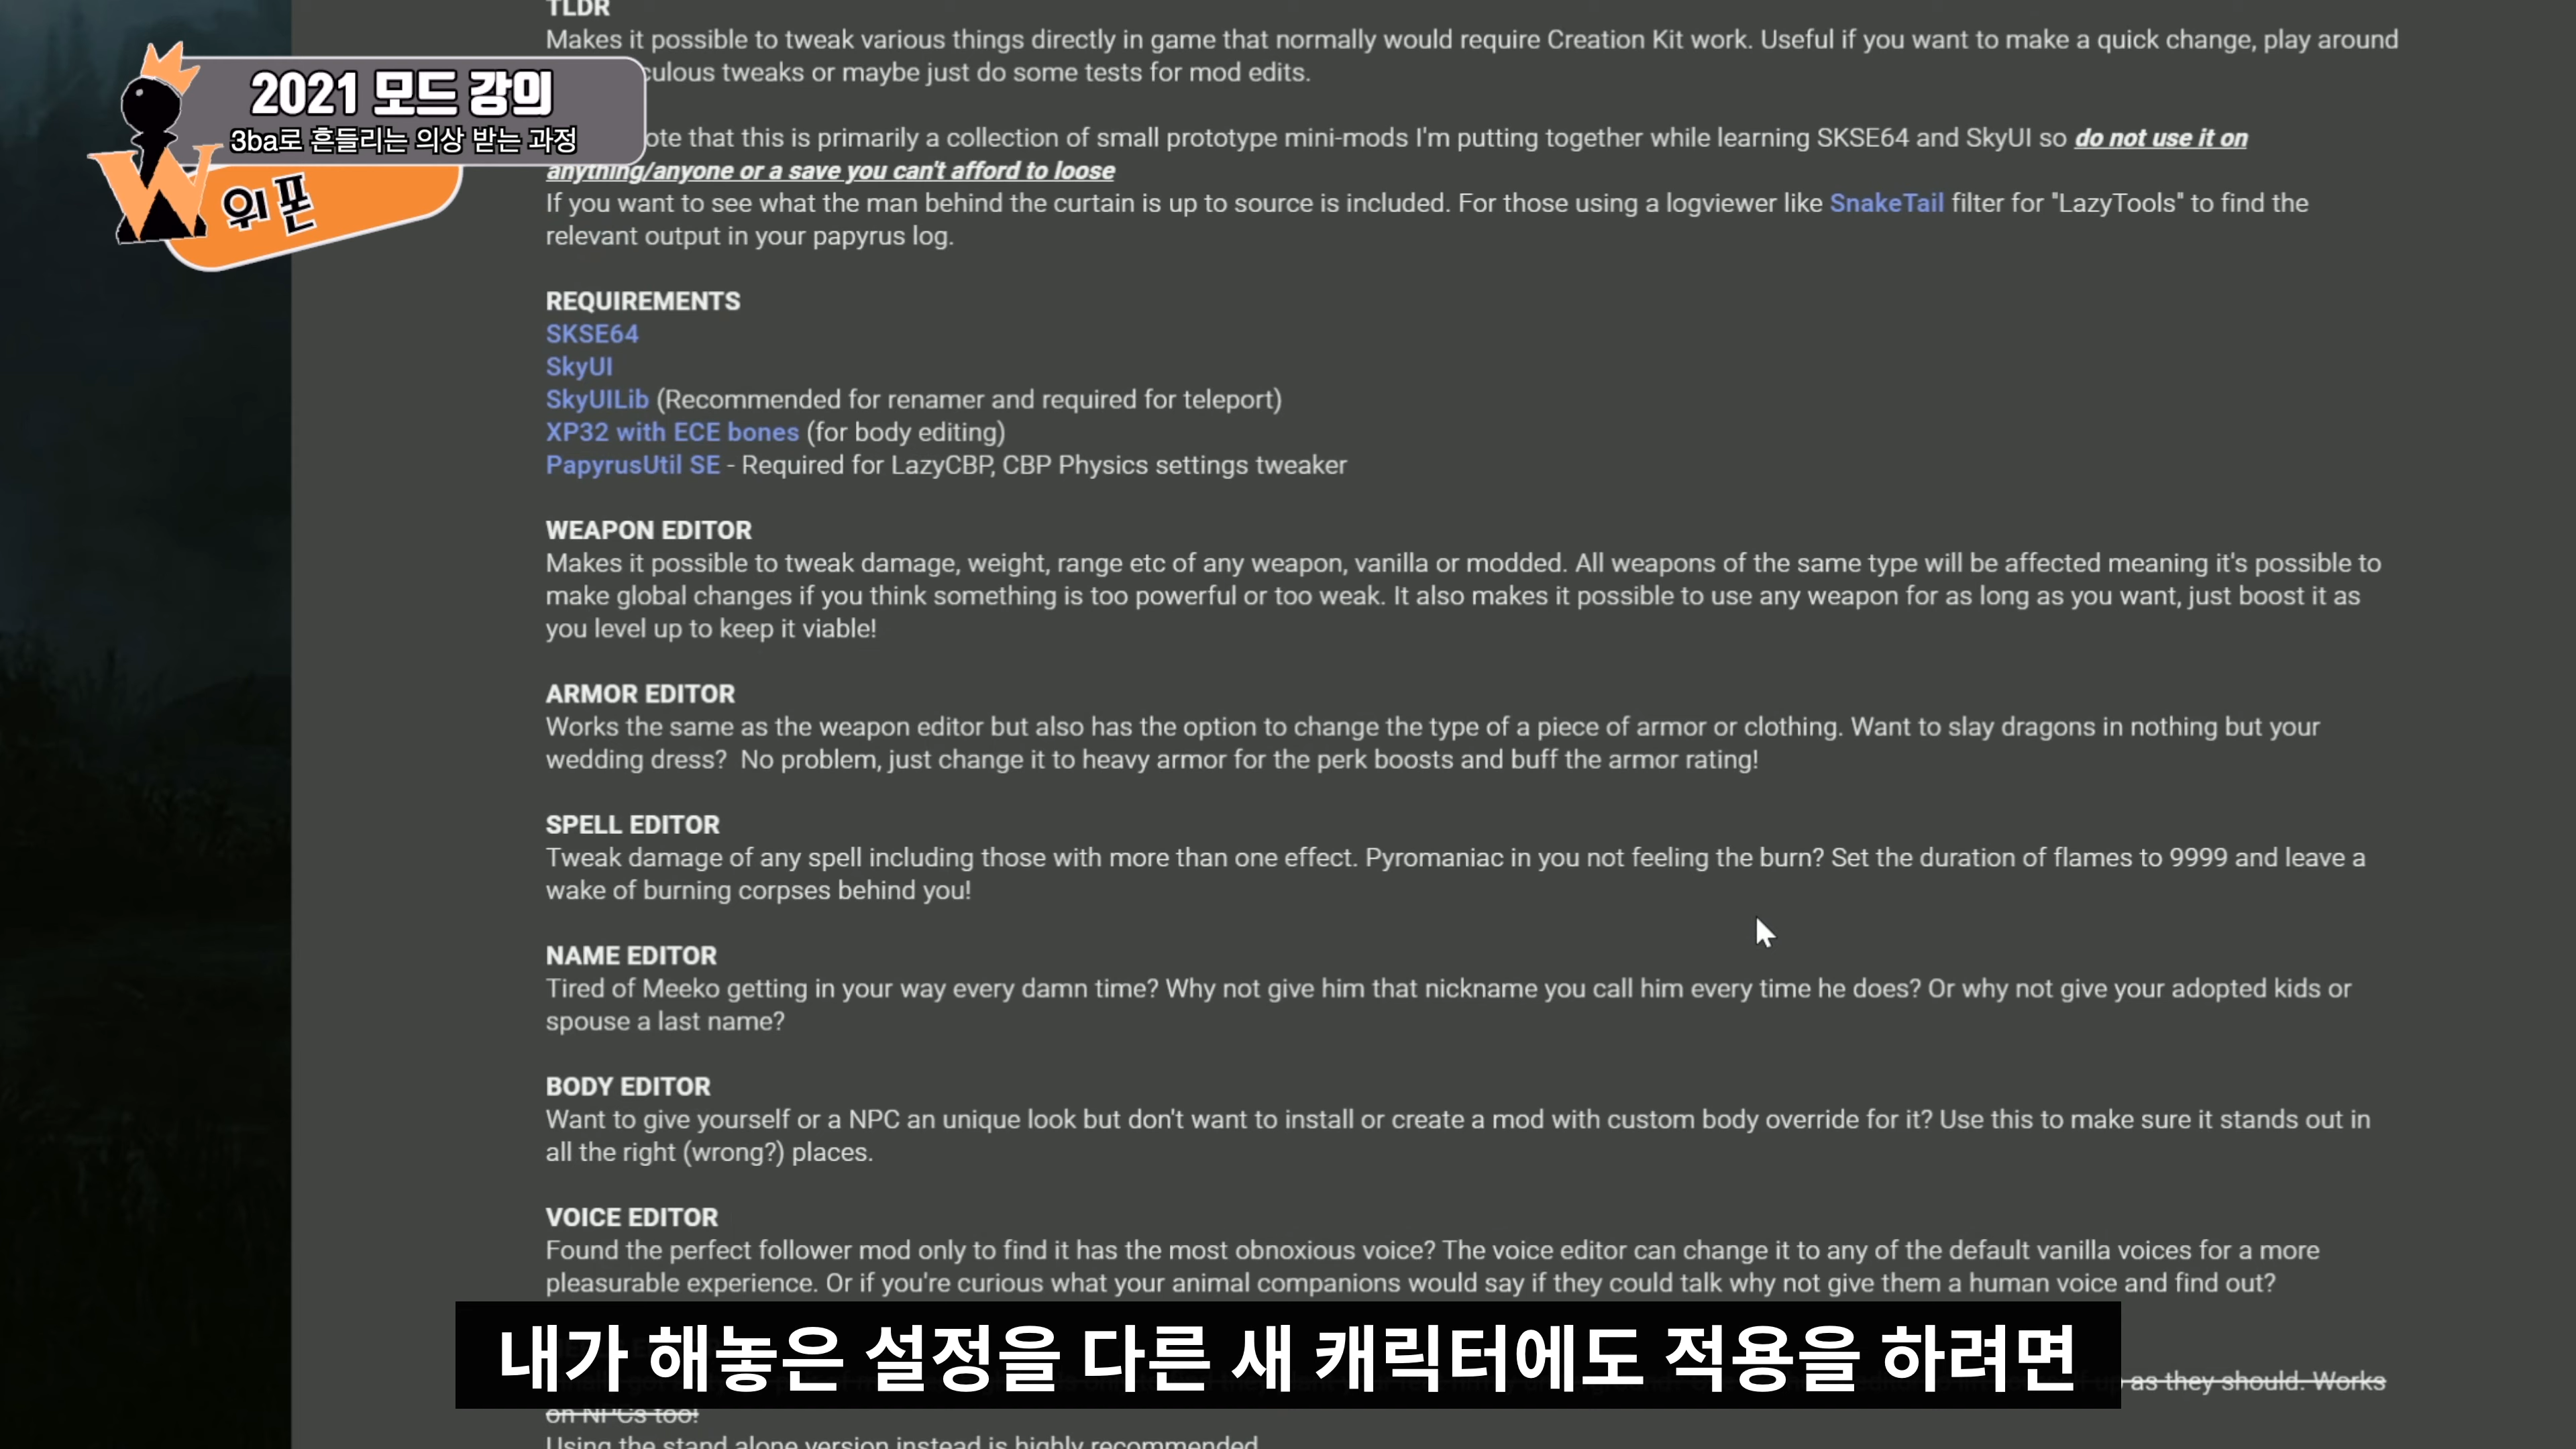 TLDR
Makes it possible to tweak various things directly in game that normally would require Creation Kit work. Useful if you want to make a quick change, play around
culous tweaks or maybe just do some tests for mod edits.
2021 모드 강의
3ba로 흔들리는 의상 받는 과정
W 위폰
ote that this is primarily a collection of small prototype mini-mods I'm putting together while learning SKSE64 and SkyUI so do not use it on
anything/anyone or a save you can't afford to loose
If you want to see what the man behind the curtain is up to source is included. For those using a logviewer like SnakeTail filter for "LazyTools" to find the
relevant output in your papyrus log.
REQUIREMENTS
SKSE64
SkyUI
SkyUILib (Recommended for renamer and required for teleport)
XP32 with ECE bones (for body editing)
PapyrusUtil SE - Required for LazyCBP, CBP Physics settings tweaker
WEAPON EDITOR
Makes it possible to tweak damage, weight, range etc of any weapon, vanilla or modded. All weapons of the same type will be affected meaning it's possible to
make global changes if you think something is too powerful or too weak. It also makes it possible to use any weapon for as long as you want, just boost it as
you level up to keep it viable!
ARMOR EDITOR
Works the same as the weapon editor but also has the option to change the type of a piece of armor or clothing. Want to slay dragons in nothing but your
wedding dress?  No problem, just change it to heavy armor for the perk boosts and buff the armor rating!
SPELL EDITOR
Tweak damage of any spell including those with more than one effect. Pyromaniac in you not feeling the burn? Set the duration of flames to 9999 and leave a
wake of burning corpses behind you!
NAME EDITOR
Tired of Meeko getting in your way every damn time? Why not give him that nickname you call him every time he does? Or why not give your adopted kids or
spouse a last name?
BODY EDITOR
Want to give yourself or a NPC an unique look but don't want to install or create a mod with custom body override for it? Use this to make sure it stands out in
all the right (wrong?) places.
VOICE EDITOR
Found the perfect follower mod only to find it has the most obnoxious voice? The voice editor can change it to any of the default vanilla voices for a more
pleasurable experience. Or if you're curious what your animal companions would say if they could talk why not give them a human voice and find out?
내가 해놓은 설정을 다른 새 캐릭터에도 적용을 하려면
as they should. Works
on NPCs too!
Using the stand alone version instead is highly recommended